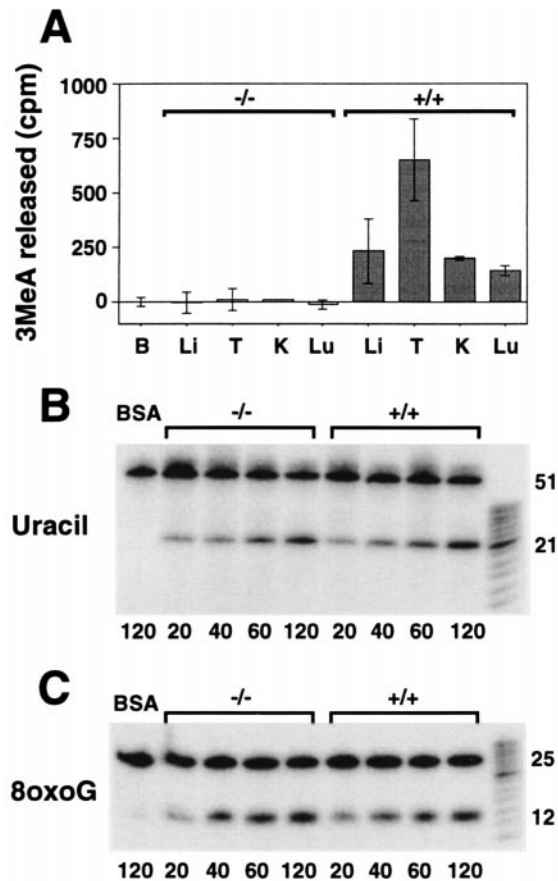 A
3MeA released (cpm)
1000
750
500
250
0
-/-
+/+
B Li T K Lu Li T K Lu
B
BSA -/- +/+
Uracil
51
21
120 20 40 60 120 20 40 60 120
C
BSA -/- +/+
8oxoG
25
12
120 20 40 60 120 20 40 60 120